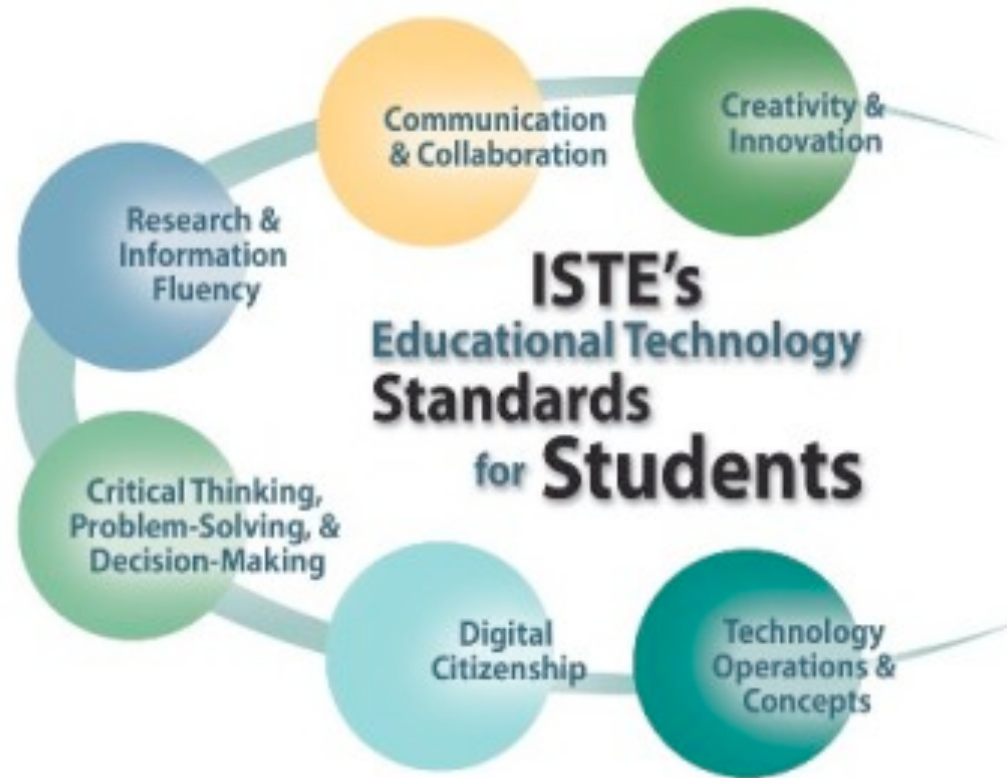 Creativity &
Innovation
Communication
& Collaboration
Research &
Information
Fluency
Critical Thinking,
Problem-Solving, &
Decision-Making
Digital
Citizenship
Technology
Operations &
Concepts
ISTE's
Educational Technology
Standards
for Students